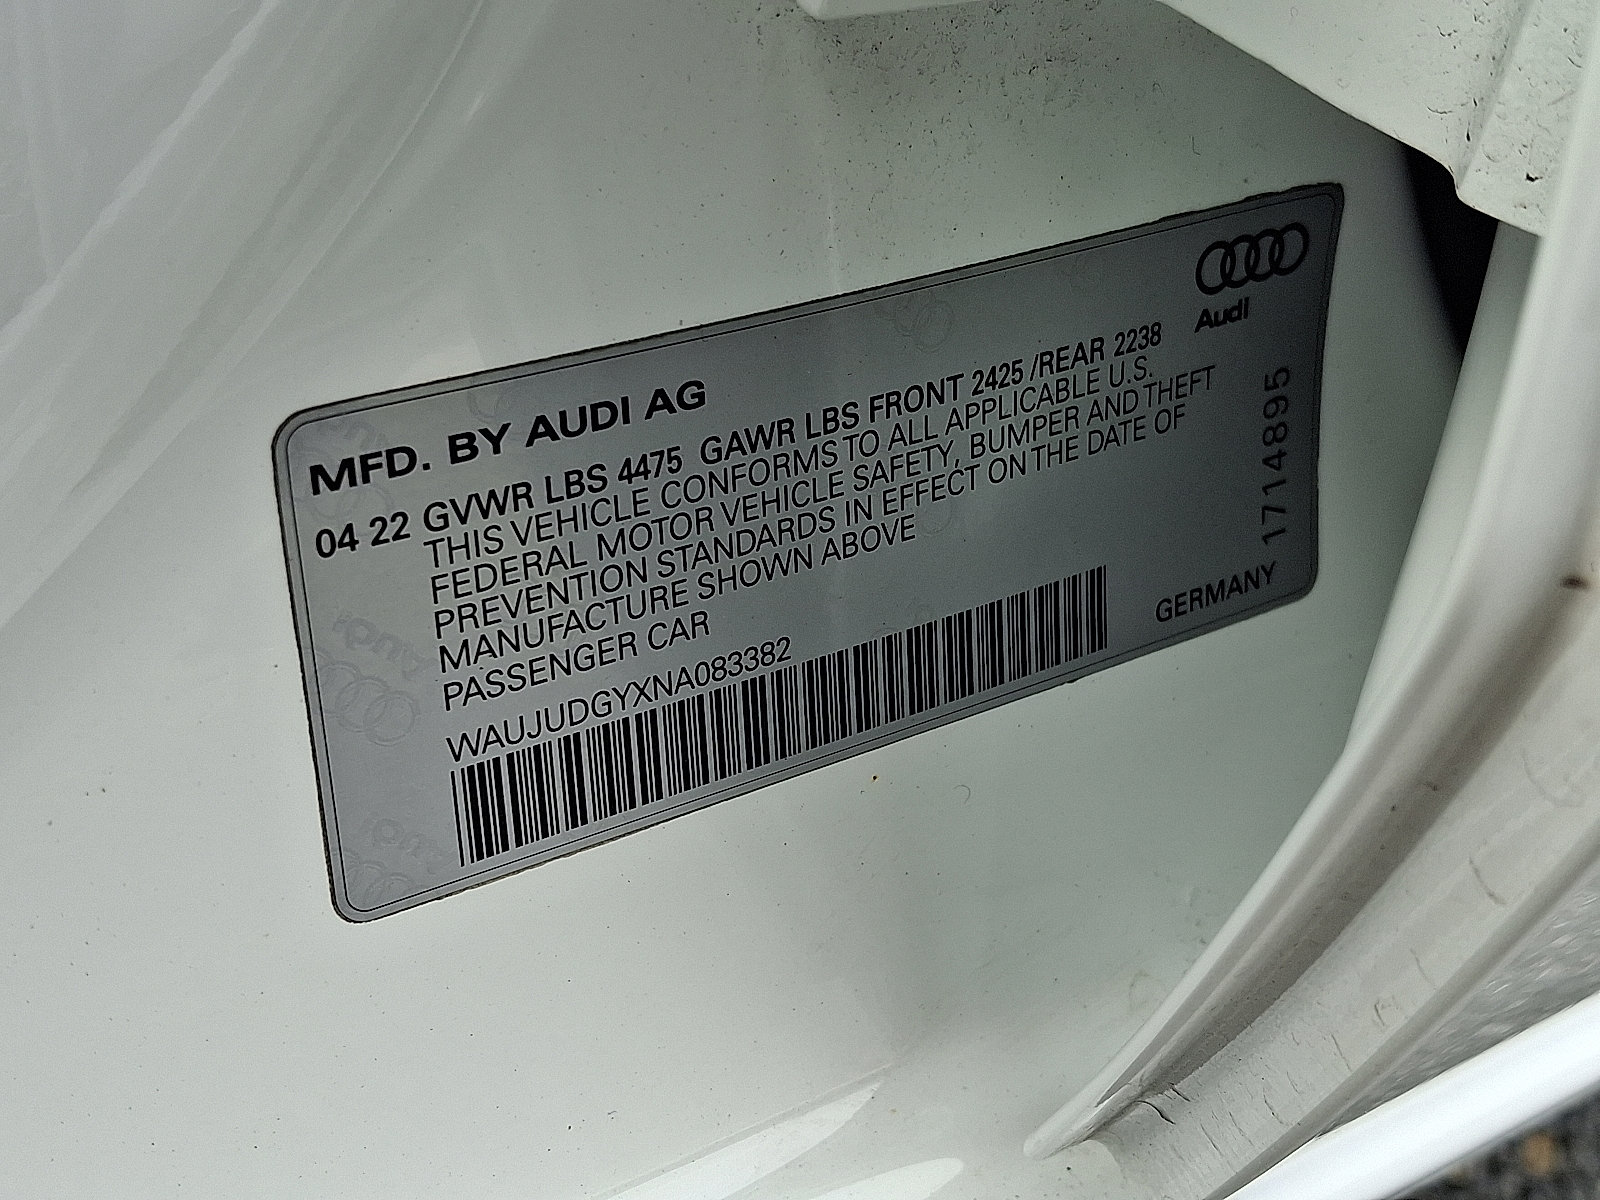 Audi
MFD. BY AUDI AG
04 22 GVWR LBS 4475 GAWR LBS FRONT 2425 /REAR 2238
THIS VEHICLE CONFORMS TO ALL APPLICABLE U.S.
FEDERAL MOTOR VEHICLE SAFETY, BUMPER AND THEFT
PREVENTION STANDARDS IN EFFECT ON THE DATE OF
MANUFACTURE SHOWN ABOVE
PASSENGER CAR
WAUJUDGYXNA083382
GERMANY
1714895